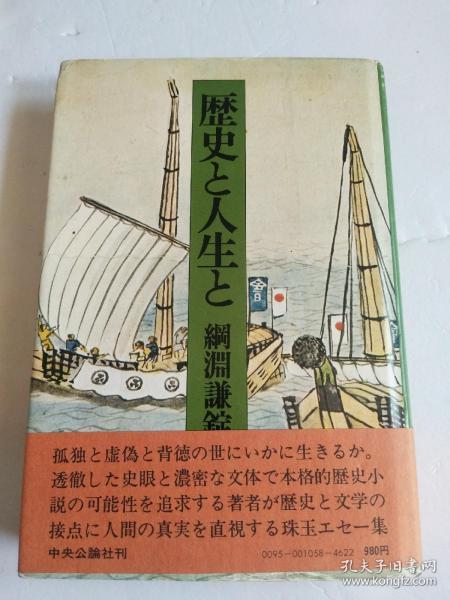 歴史と人生と
綱淵謙錠
孤独と虚偽と背徳の世にいかに生きるか。
透徹した史眼と濃密な文体で本格的歴史小
説の可能性を追求する著者が歴史と文学の
接点に人間の真実を直視する珠玉エセー集
中央公論社刊
0095-001058-4622
980円
孔夫子旧书网
kongfz.com